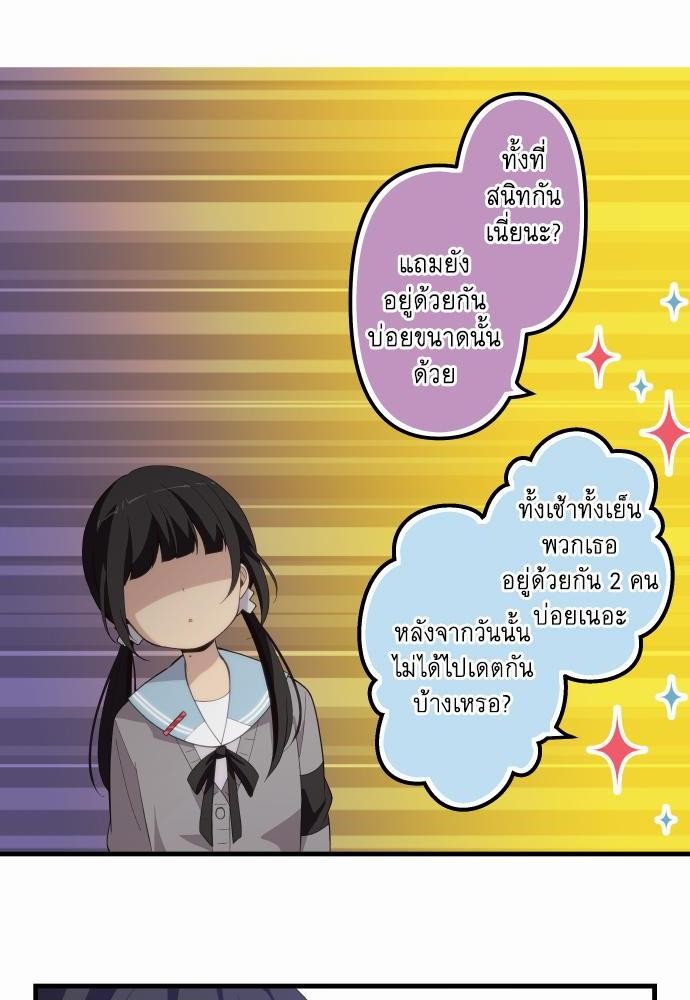 ทั้งที่
สนิทกัน
เนี่ยนะ?
แถมยัง
อยู่ด้วยกัน
บ่อยขนาดนั้น
ด้วย
ทั้งเช้าทั้งเย็น
พวกเธอ
อยู่ด้วยกัน 2 คน
บ่อยเนอะ
หลังจากวันนั้น
ไม่ได้ไปเดตกัน
บ้างเหรอ?